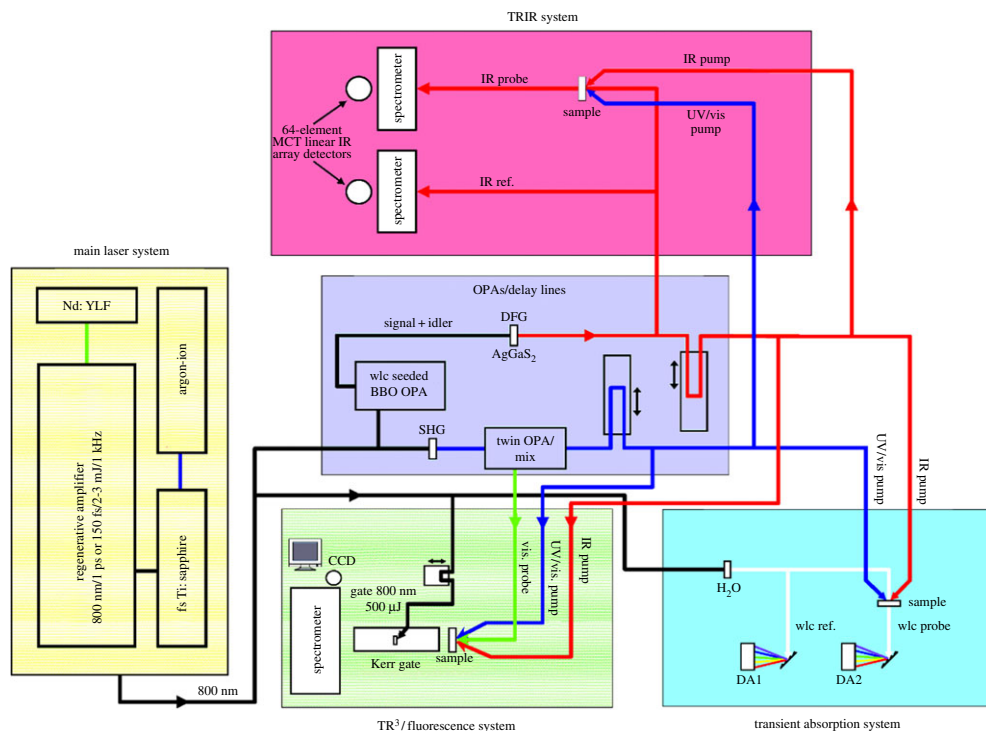 TRIR system
IR pump
IR probe
spectrometer
sample
UV/vis
pump
64-element
MCT linear IR
array detectors
IR ref.
spectrometer
main laser system
Nd: YLF
argon-ion
regenerative amplifier
800 nm/1 ps or 150 fs/2-3 mJ/1 kHz
fs Ti: sapphire
800 nm
OPAs/delay lines
signal + idler
DFG
AgGaS2
wlc seeded
BBO OPA
SHG
twin OPA/
mix
UV/vis pump
IR pump
CCD
gate 800 nm
500 μJ
spectrometer
Kerr gate
sample
vis. probe
UV/vis. pump
IR pump
TR³/fluorescence system
H2O
sample
wlc ref.
wlc probe
DA1
DA2
transient absorption system